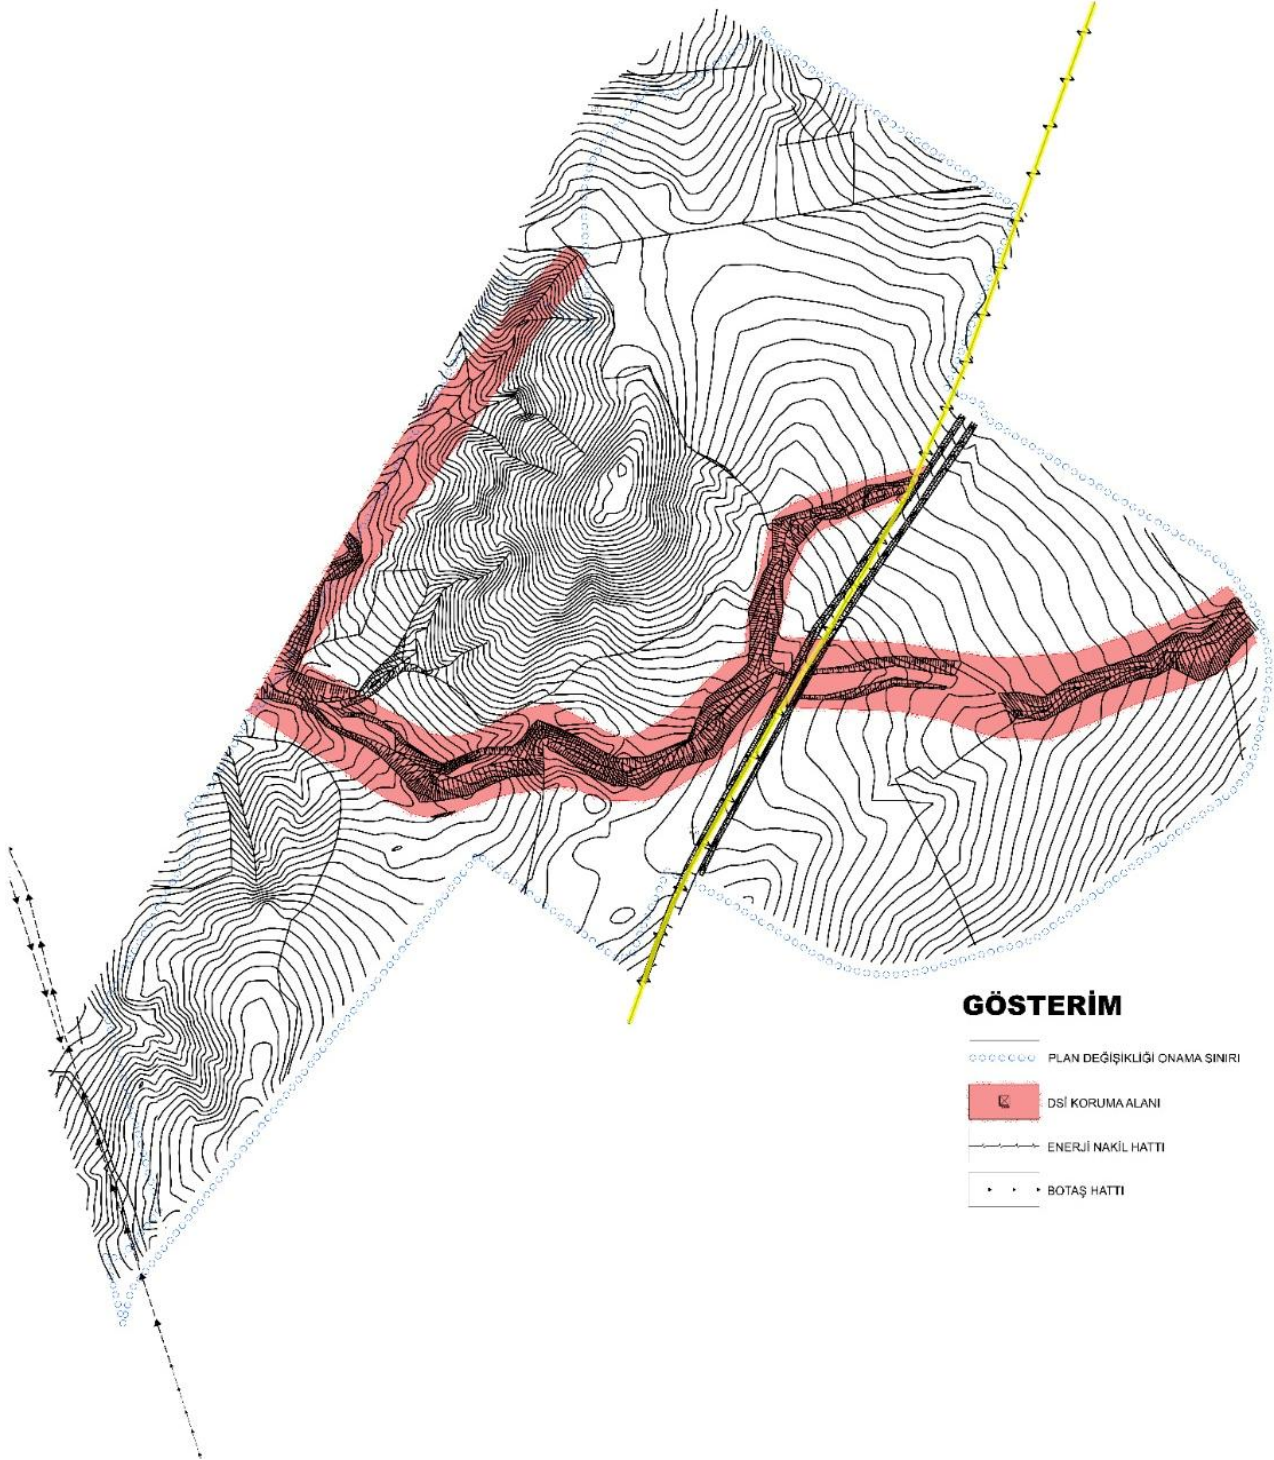 GÖSTERİM
PLAN DEĞİŞİKLİĞİ ONAMA SINIRI
DSİ KORUMA ALANI
ENERJİ NAKİL HATTI
BOTAŞ HATTI